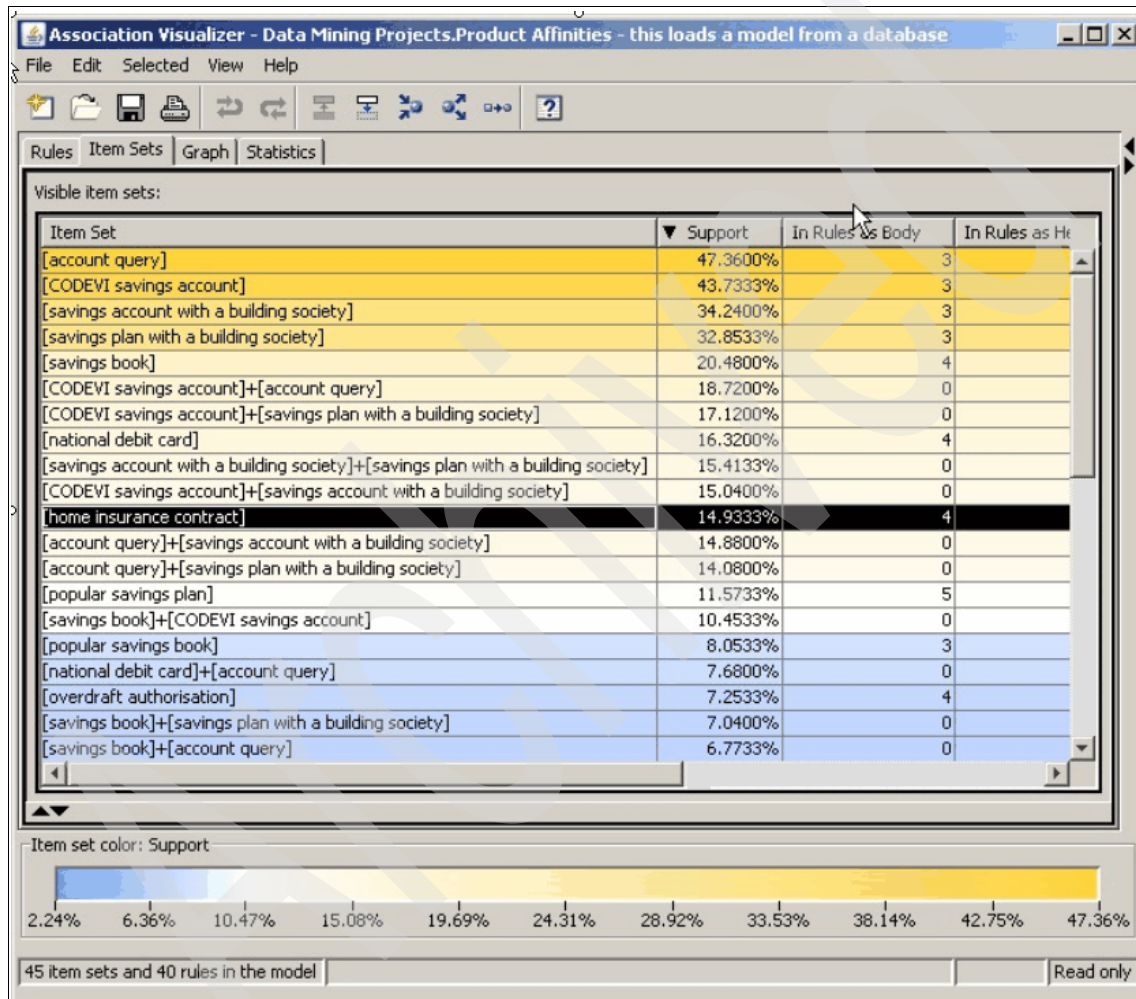 Association Visualizer - Data Mining Projects.Product Affinities - this loads a model from a database
File Edit Selected View Help
Rules Item Sets Graph Statistics
Visible item sets:
Item Set Support In Rules as Body In Rules as He
[account query] 47.3600% 3
[CODEVI savings account] 43.7333% 3
[savings account with a building society] 34.2400% 3
[savings plan with a building society] 32.8533% 3
[savings book] 20.4800% 4
[CODEVI savings account]+[account query] 18.7200% 0
[CODEVI savings account]+[savings plan with a building society] 17.1200% 0
[national debit card] 16.3200% 4
[savings account with a building society]+[savings plan with a building society] 15.4133% 0
[CODEVI savings account]+[savings account with a building society] 15.0400% 0
[home insurance contract] 14.9333% 4
[account query]+[savings account with a building society] 14.8800% 0
[account query]+[savings plan with a building society] 14.0800% 0
[popular savings plan] 11.5733% 5
[savings book]+[CODEVI savings account] 10.4533% 0
[popular savings book] 8.0533% 3
[national debit card]+[account query] 7.6800% 0
[overdraft authorisation] 7.2533% 4
[savings book]+[savings plan with a building society] 7.0400% 0
[savings book]+[account query] 6.7733% 0
Item set color: Support
2.24% 6.36% 10.47% 15.08% 19.69% 24.31% 28.92% 33.53% 38.14% 42.75% 47.36%
45 item sets and 40 rules in the model Read only